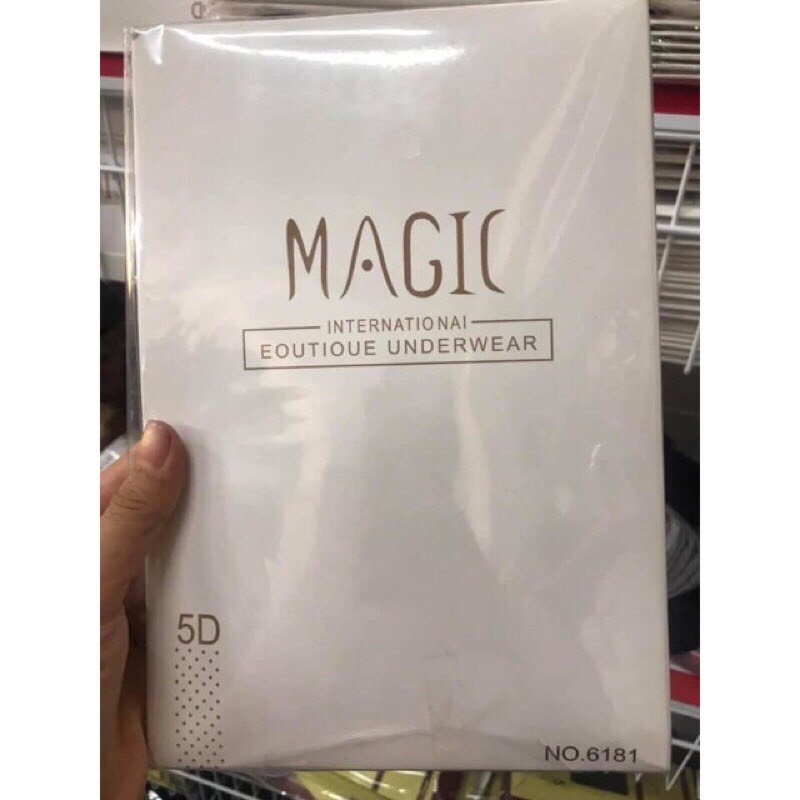 MAGIC
INTERNATIONAI
EOUTIOUE UNDERWEAR
5D
NO.6181